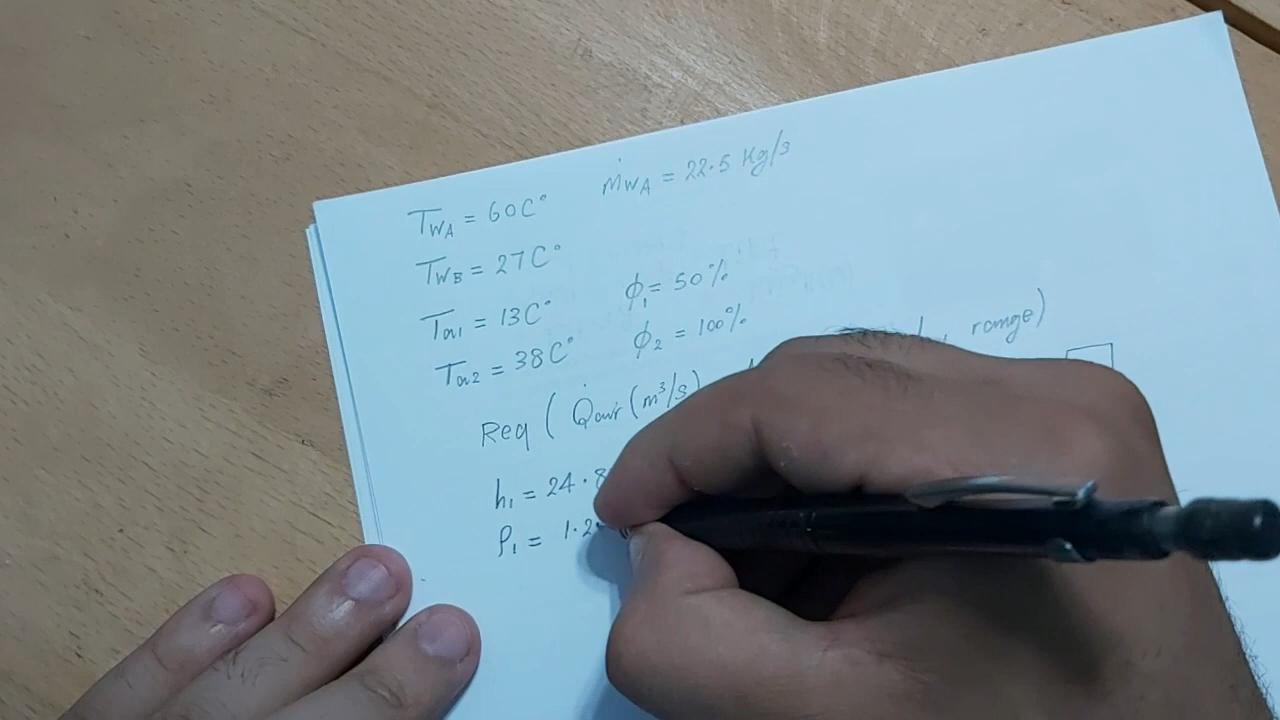 T_WA = 60C°    ṁ_WA = 22.5 Kg/s
T_WB = 27C°
T_a1 = 13C°    ϕ₁ = 50%
T_a2 = 38C°    ϕ₂ = 100%
Req ( Q̇air (m³/s) range)
h₁ = 24.8
ρ₁ = 1.2